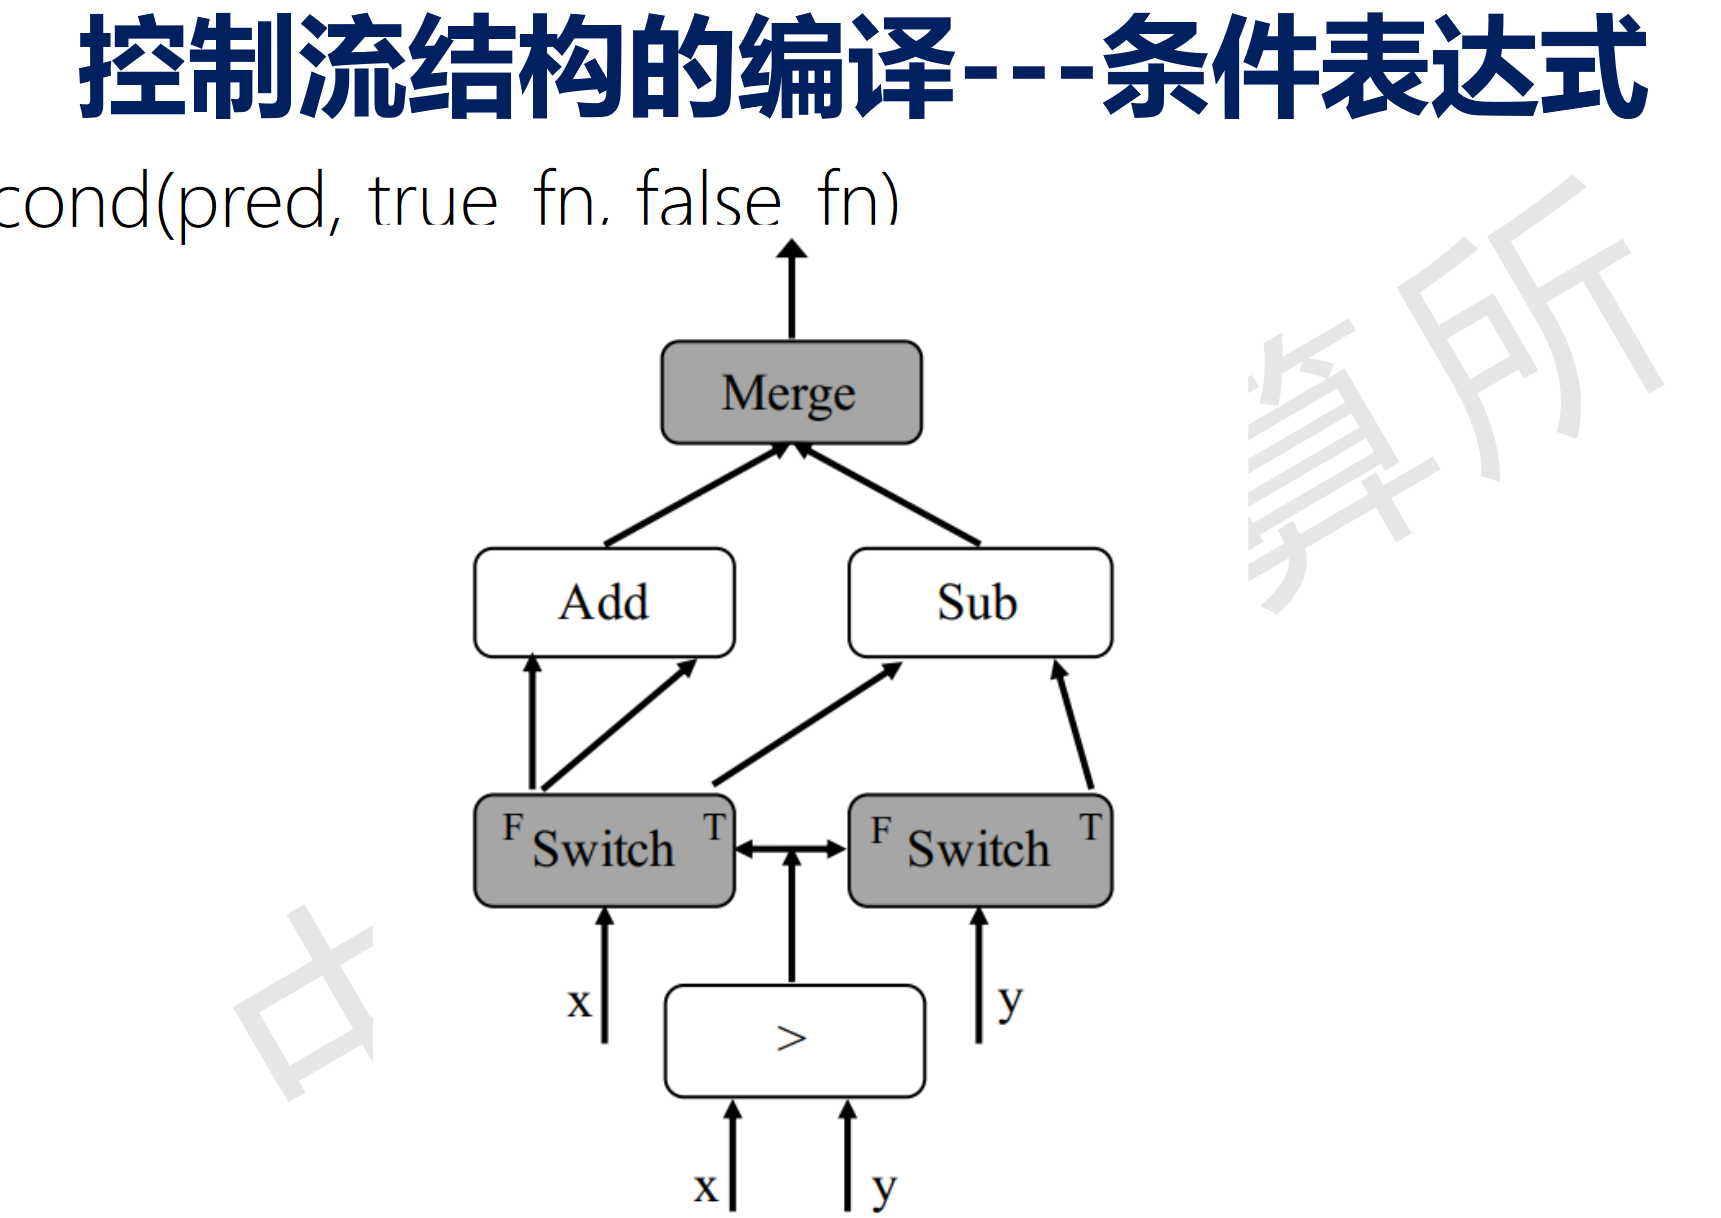 控制流结构的编译---条件表达式
cond(pred, true_fn, false_fn)
Merge
Add Sub
F Switch T F Switch T
x > y
x y
算所